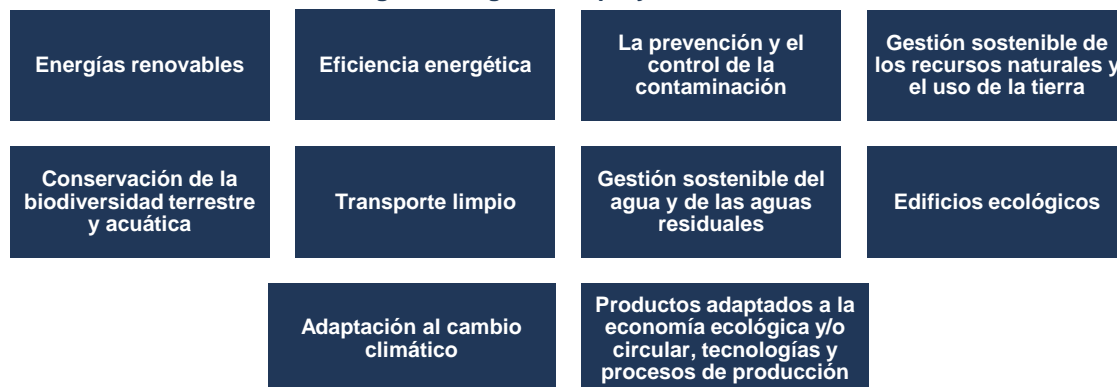 Energías renovables
Eficiencia energética
La prevención y el
control de la
contaminación
Gestión sostenible de
los recursos naturales y
el uso de la tierra
Conservación de la
biodiversidad terrestre
y acuática
Transporte limpio
Gestión sostenible del
agua y de las aguas
residuales
Edificios ecológicos
Adaptación al cambio
climático
Productos adaptados a la
economía ecológica y/o
circular, tecnologías y
procesos de producción